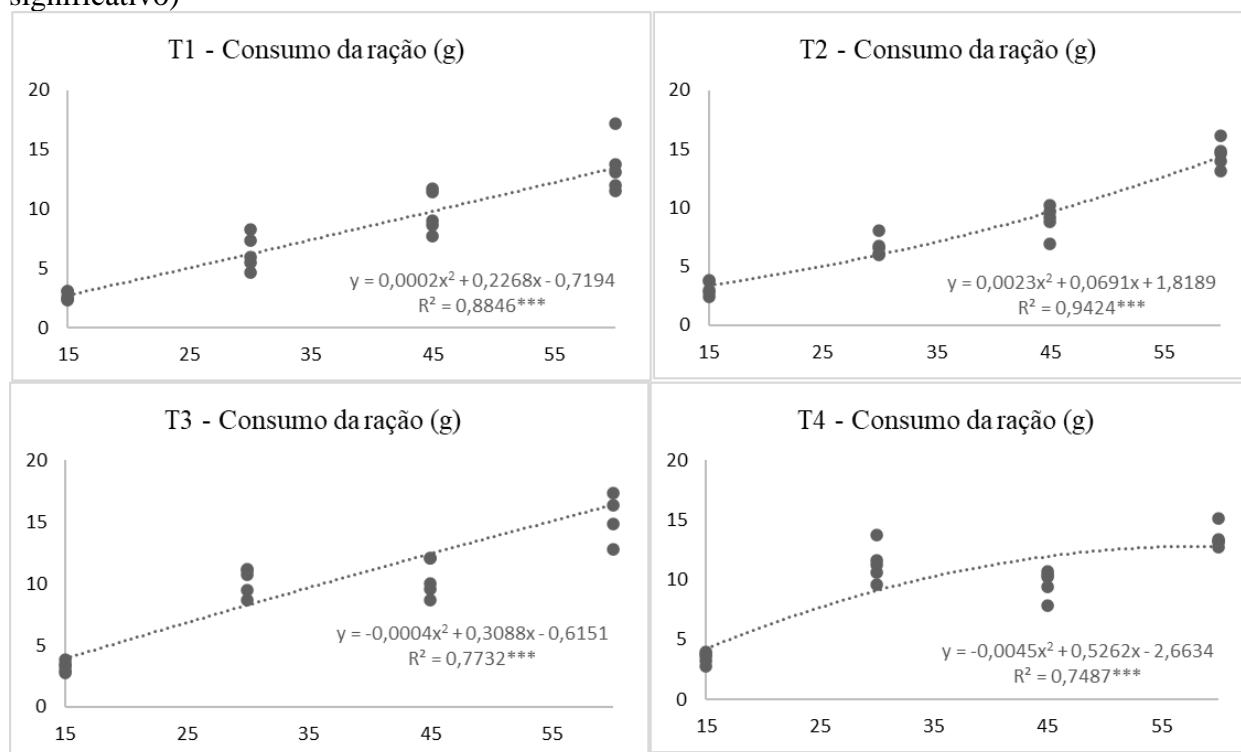 significativo)
T1 - Consumo da ração (g)
20
15
10
5
0
y = 0,0002x² + 0,2268x - 0,7194
R² = 0,8846***
15 25 35 45 55
T2 - Consumo da ração (g)
20
15
10
5
0
y = 0,0023x² + 0,0691x + 1,8189
R² = 0,9424***
15 25 35 45 55
T3 - Consumo da ração (g)
20
15
10
5
0
y = -0,0004x² + 0,3088x - 0,6151
R² = 0,7732***
15 25 35 45 55
T4 - Consumo da ração (g)
20
15
10
5
0
y = -0,0045x² + 0,5262x - 2,6634
R² = 0,7487***
15 25 35 45 55